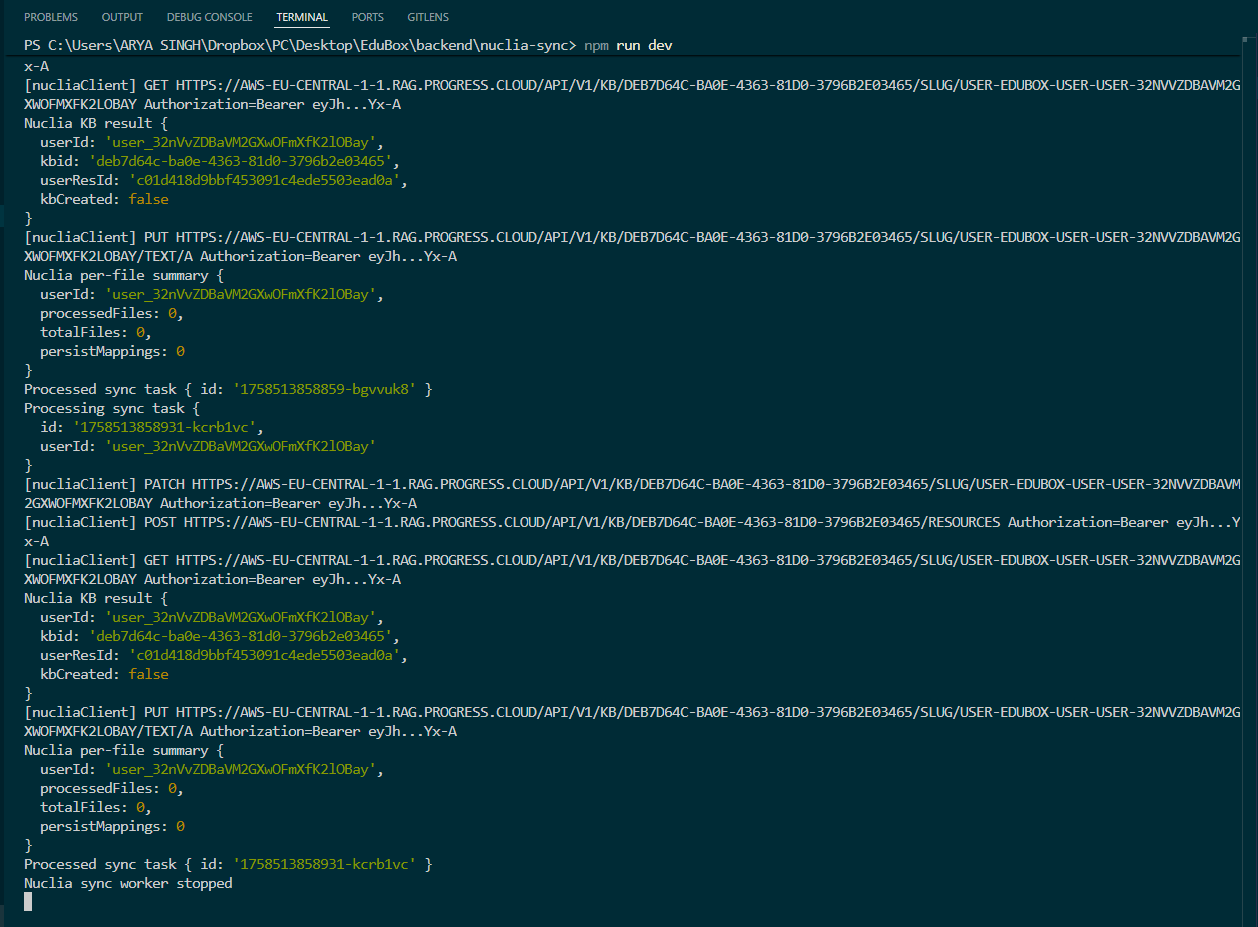 PROBLEMS OUTPUT DEBUG CONSOLE TERMINAL PORTS GITLENS
PS C:\Users\ARYA SINGH\Dropbox\PC\Desktop\EduBox\backend\nuclia-sync> npm run dev
x-A
[nucliaClient] GET HTTPS://AWS-EU-CENTRAL-1-1.RAG.PROGRESS.CLOUD/API/V1/KB/DEB7D64C-BA0E-4363-81D0-3796B2E03465/SLUG/USER-EDUBOX-USER-USER-32NVVZDBAVM2G
XWOFMXFK2LOBAY Authorization=Bearer eyJh...Yx-A
Nuclia KB result {
  userId: 'user_32nVvZDBaVM2GXwOFmXfK2lOBay',
  kbid: 'deb7d64c-ba0e-4363-81d0-3796b2e03465',
  userResId: 'c01d418d9bbf453091c4ede5503ead0a',
  kbCreated: false
}
[nucliaClient] PUT HTTPS://AWS-EU-CENTRAL-1-1.RAG.PROGRESS.CLOUD/API/V1/KB/DEB7D64C-BA0E-4363-81D0-3796B2E03465/SLUG/USER-EDUBOX-USER-USER-32NVVZDBAVM2G
XWOFMXFK2LOBAY/TEXT/A Authorization=Bearer eyJh...Yx-A
Nuclia per-file summary {
  userId: 'user_32nVvZDBaVM2GXwOFmXfK2lOBay',
  processedFiles: 0,
  totalFiles: 0,
  persistMappings: 0
}
Processed sync task { id: '1758513858859-bgvvuk8' }
Processing sync task {
  id: '1758513858931-kcrb1vc',
  userId: 'user_32nVvZDBaVM2GXwOFmXfK2lOBay'
}
[nucliaClient] PATCH HTTPS://AWS-EU-CENTRAL-1-1.RAG.PROGRESS.CLOUD/API/V1/KB/DEB7D64C-BA0E-4363-81D0-3796B2E03465/SLUG/USER-EDUBOX-USER-USER-32NVVZDBAVM
2GXWOFMXFK2LOBAY Authorization=Bearer eyJh...Yx-A
[nucliaClient] POST HTTPS://AWS-EU-CENTRAL-1-1.RAG.PROGRESS.CLOUD/API/V1/KB/DEB7D64C-BA0E-4363-81D0-3796B2E03465/RESOURCES Authorization=Bearer eyJh...Y
x-A
[nucliaClient] GET HTTPS://AWS-EU-CENTRAL-1-1.RAG.PROGRESS.CLOUD/API/V1/KB/DEB7D64C-BA0E-4363-81D0-3796B2E03465/SLUG/USER-EDUBOX-USER-USER-32NVVZDBAVM2G
XWOFMXFK2LOBAY Authorization=Bearer eyJh...Yx-A
Nuclia KB result {
  userId: 'user_32nVvZDBaVM2GXwOFmXfK2lOBay',
  kbid: 'deb7d64c-ba0e-4363-81d0-3796b2e03465',
  userResId: 'c01d418d9bbf453091c4ede5503ead0a',
  kbCreated: false
}
[nucliaClient] PUT HTTPS://AWS-EU-CENTRAL-1-1.RAG.PROGRESS.CLOUD/API/V1/KB/DEB7D64C-BA0E-4363-81D0-3796B2E03465/SLUG/USER-EDUBOX-USER-USER-32NVVZDBAVM2G
XWOFMXFK2LOBAY/TEXT/A Authorization=Bearer eyJh...Yx-A
Nuclia per-file summary {
  userId: 'user_32nVvZDBaVM2GXwOFmXfK2lOBay',
  processedFiles: 0,
  totalFiles: 0,
  persistMappings: 0
}
Processed sync task { id: '1758513858931-kcrb1vc' }
Nuclia sync worker stopped